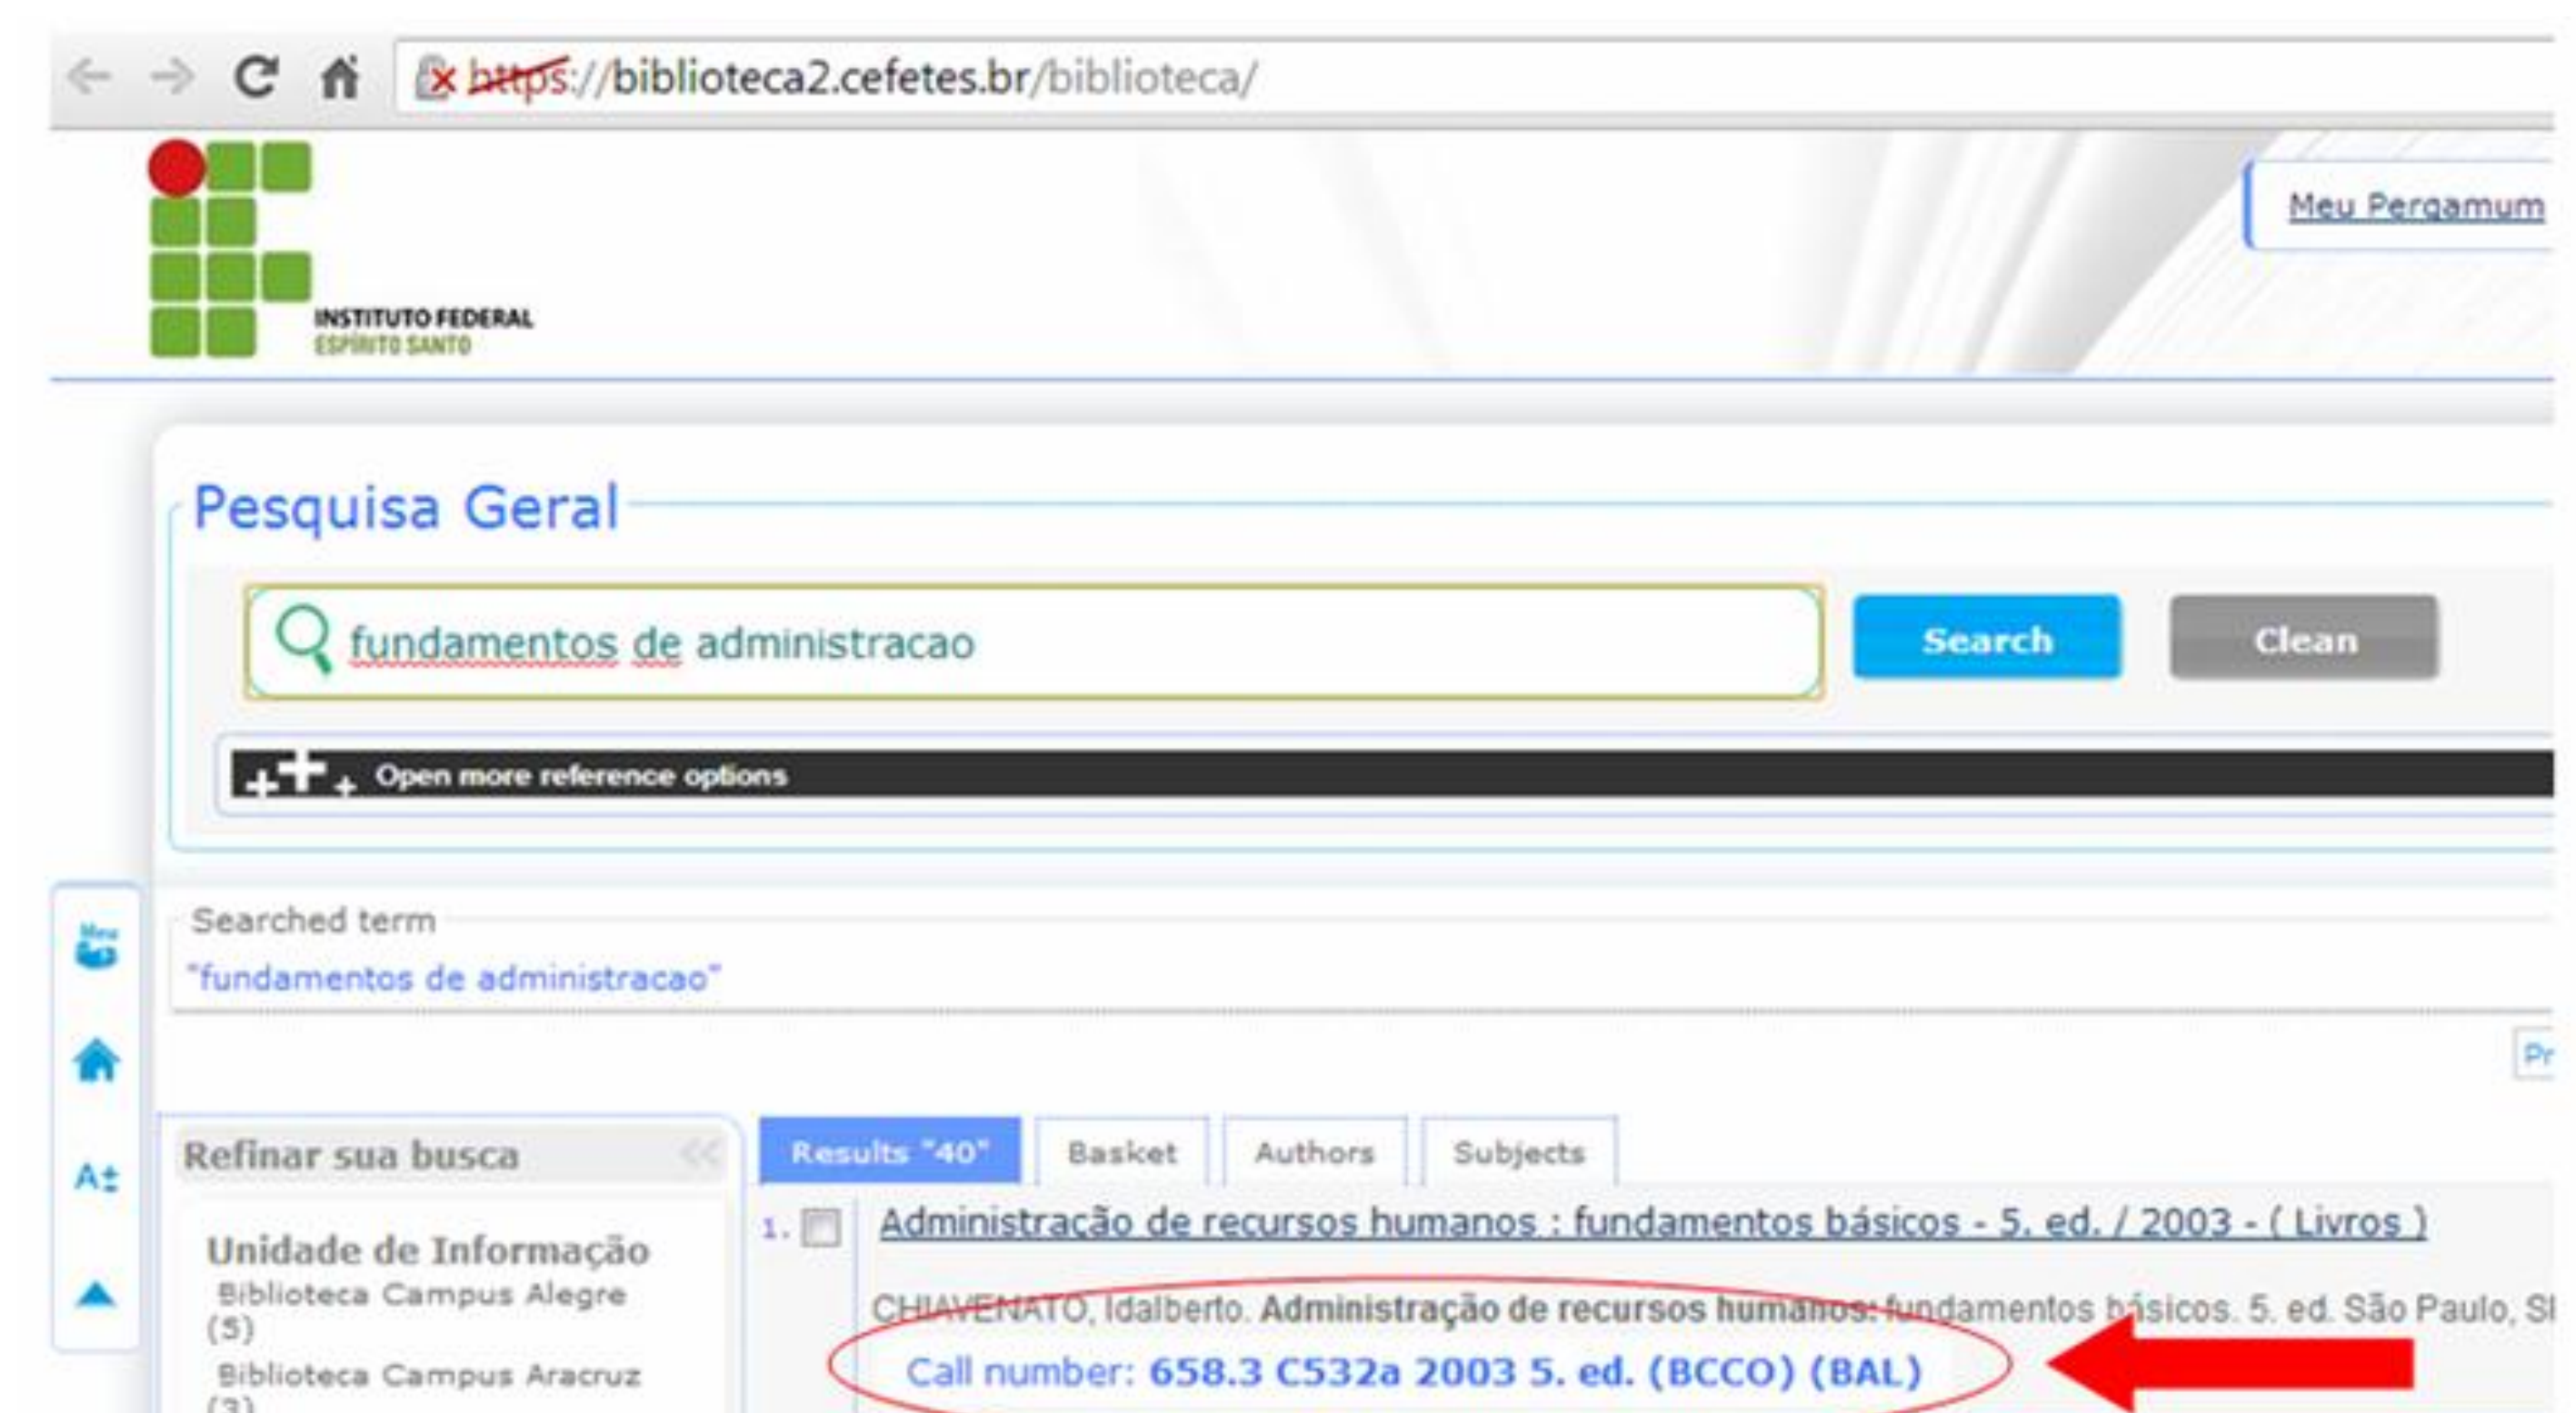 https://biblioteca2.cefetes.br/biblioteca/
INSTITUTO FEDERAL
ESPÍRITO SANTO
Meu Pergamum
Pesquisa Geral
fundamentos de administracao
Search
Clean
Open more reference options
Meu
Searched term
"fundamentos de administracao"
Pr
A±
Refinar sua busca
Results "40"
Basket
Authors
Subjects
Unidade de Informação
Biblioteca Campus Alegre
(5)
Biblioteca Campus Aracruz
(3)
1. Administração de recursos humanos : fundamentos básicos - 5. ed. / 2003 - ( Livros )
CHIAVENATO, Idalberto. Administração de recursos humanos: fundamentos básicos. 5. ed. São Paulo,
Call number: 658.3 C532a 2003 5. ed. (BCCO) (BAL)